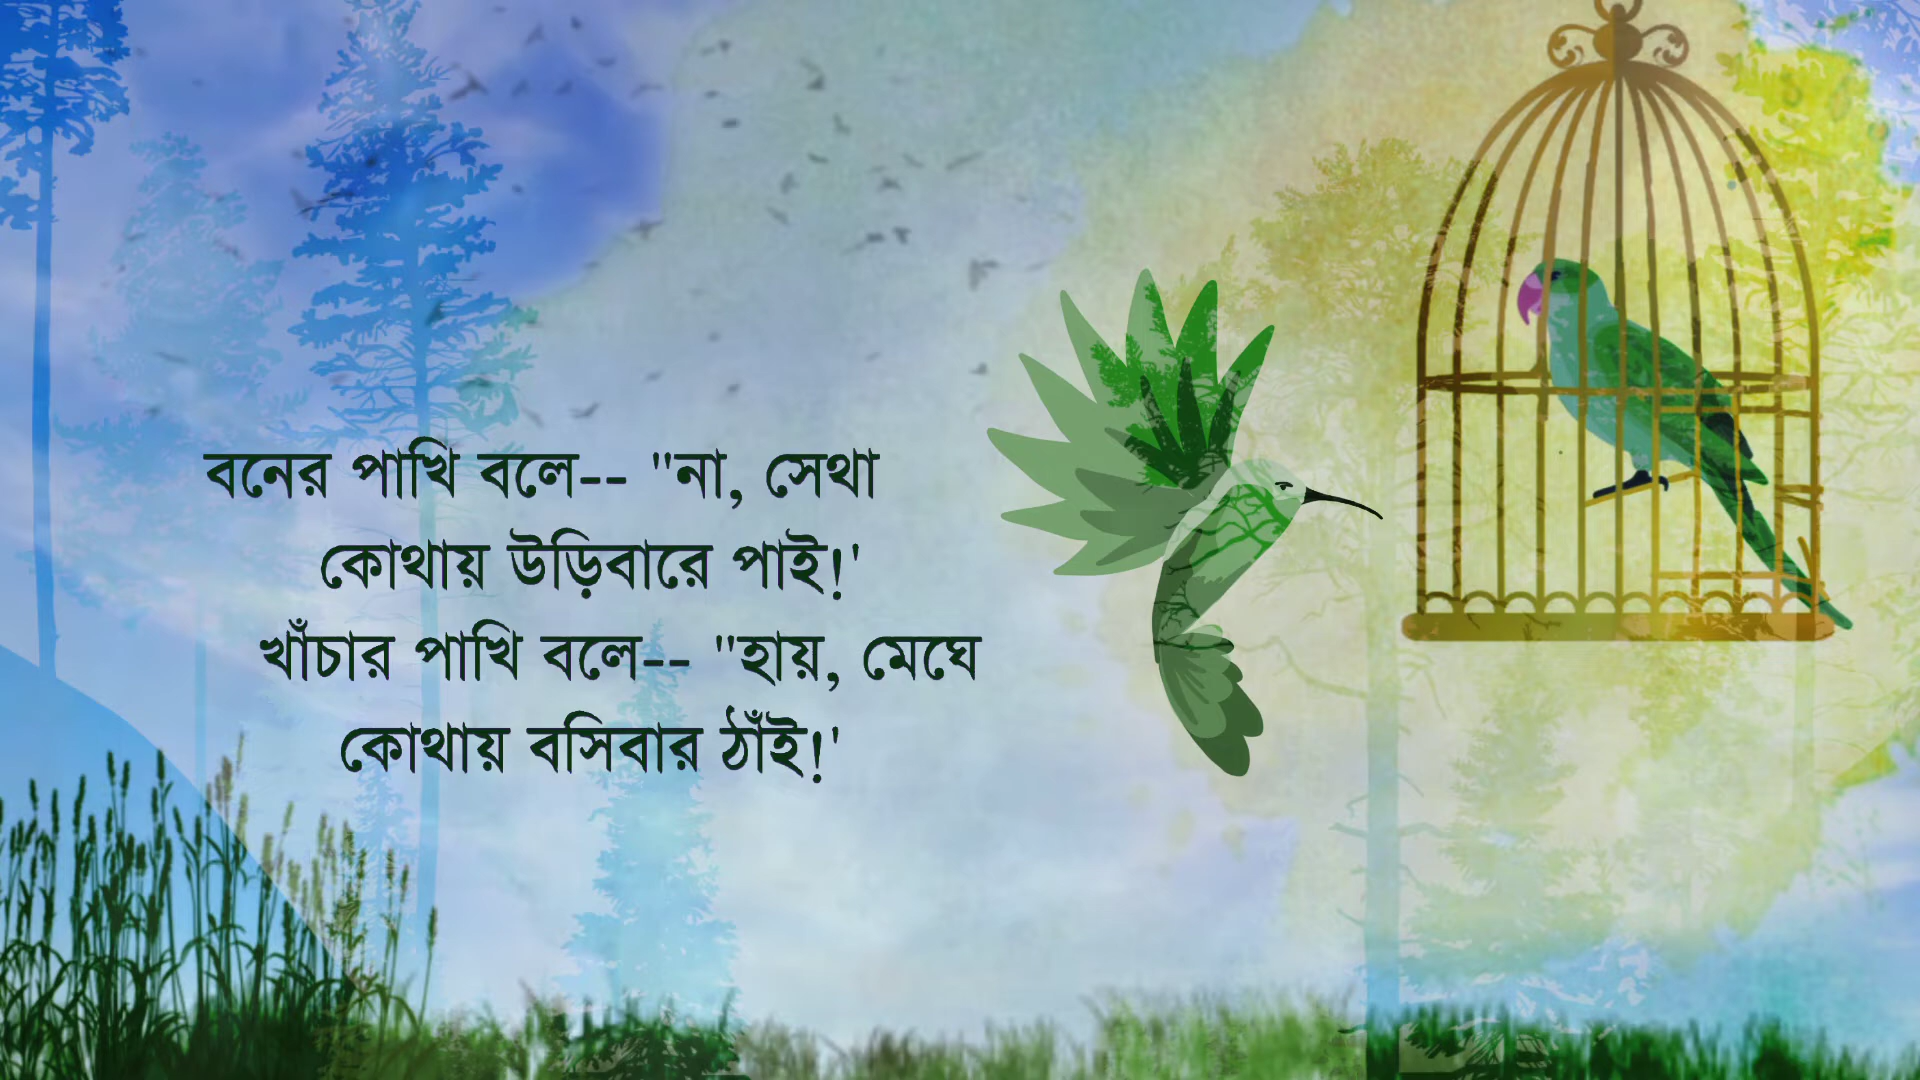 বনের পাখি বলে-- "না, সেথা
কোথায় উড়িবারে পাই!'
খাঁচার পাখি বলে-- "হায়, মেঘে
কোথায় বসিবার ঠাঁই!'